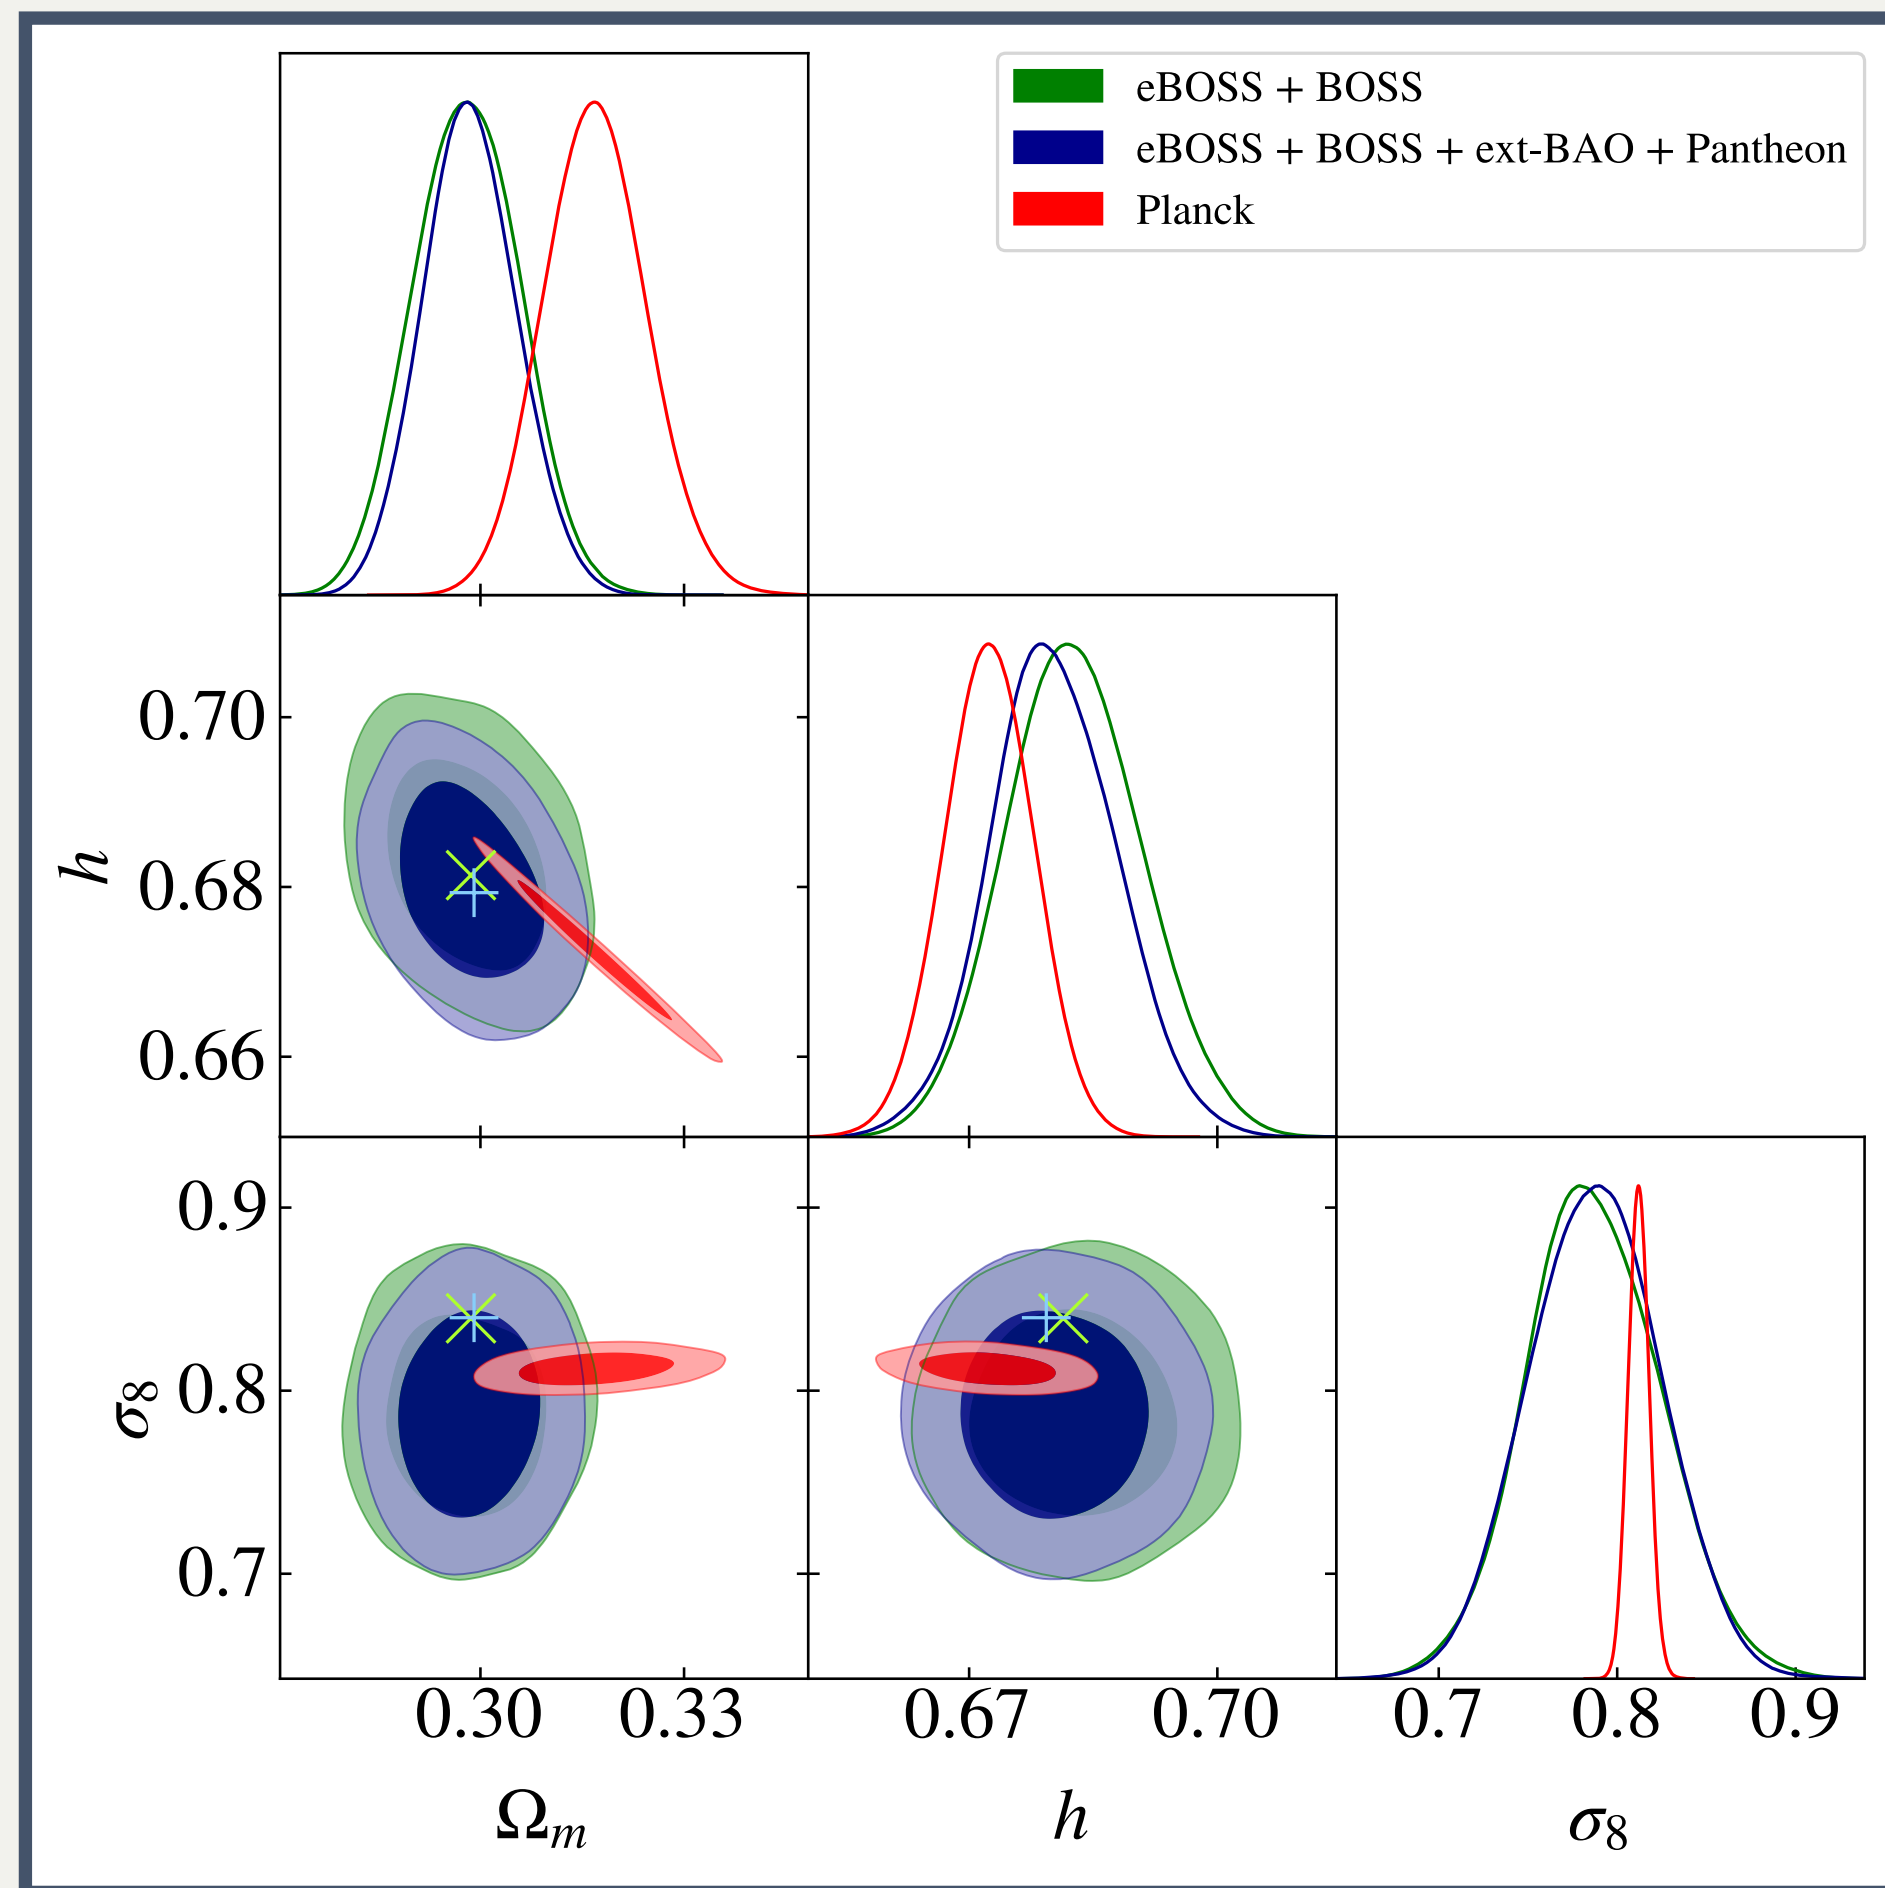 eBOSS + BOSS
eBOSS + BOSS + ext-BAO + Pantheon
Planck
0.70
0.68
0.66
h
0.9
0.8
0.7
σ8
0.30 0.33 0.67 0.70 0.7 0.8 0.9
Ωm h σ8